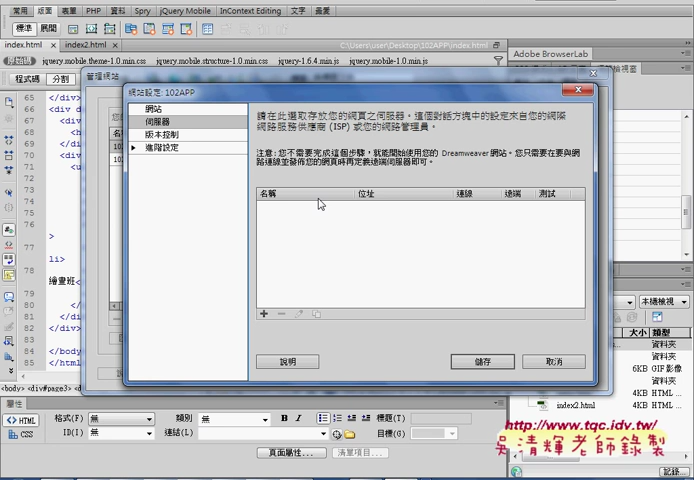 常用 版面 表單 PHP 資料 Spry jQuery Mobile InContext Editing 文字 最愛
標準 展開
index.html × index2.html × C:\Users\user\Desktop\102APP\index.html
原始碼 jquery.mobile.theme-1.0.min.css jquery.mobile.structure-1.0.min.css jquery-1.6.4.min.js jquery.mobile-1.0.min.js
Adobe BrowserLab
程式碼 分割
管理網站
網站設定: 102APP
網站
伺服器
版本控制
進階設定
請在此選取存放您的網頁之伺服器。這個對話方塊中的設定來自您的網際
網路服務供應商 (ISP) 或您的網路管理員。
注意: 您不需要完成這個步驟，就能開始使用您的 Dreamweaver 網站。您只需要在要與網
路連線並發佈您的網頁時再定義遠端伺服器即可。
名稱 位址 連線 遠端 測試
說明 儲存 取消
65 </div>
66 <div
67 <d
68
69 </d
70 <d
71 <u
72
73
74
75
76 >
77
li>
78
繪畫班<
79
80 </
81 </d
82 </div>
83
84 </body>
85 </html>
本機檢視
大小 類型
資料夾
資料夾
6KB GIF 影像
資料夾
4KB HTML ...
index2.html 4KB HTML ...
<body> <div#page3> <div
屬性
HTML 格式(F) 無 類別 無 B I 標題(T)
CSS ID(I) 無 連結(L) 目標(G)
頁面屬性... 清單項目...
http://www.tqc.idv.tw/
吳清輝老師錄製
記錄...